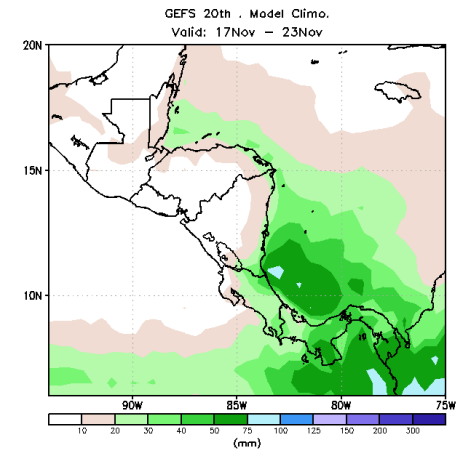 GEFS 20th . Model Climo.
Valid: 17Nov – 23Nov
20N
15N
10N
90W 85W 80W 75W
10 20 30 40 50 75 100 125 150 200 300
(mm)